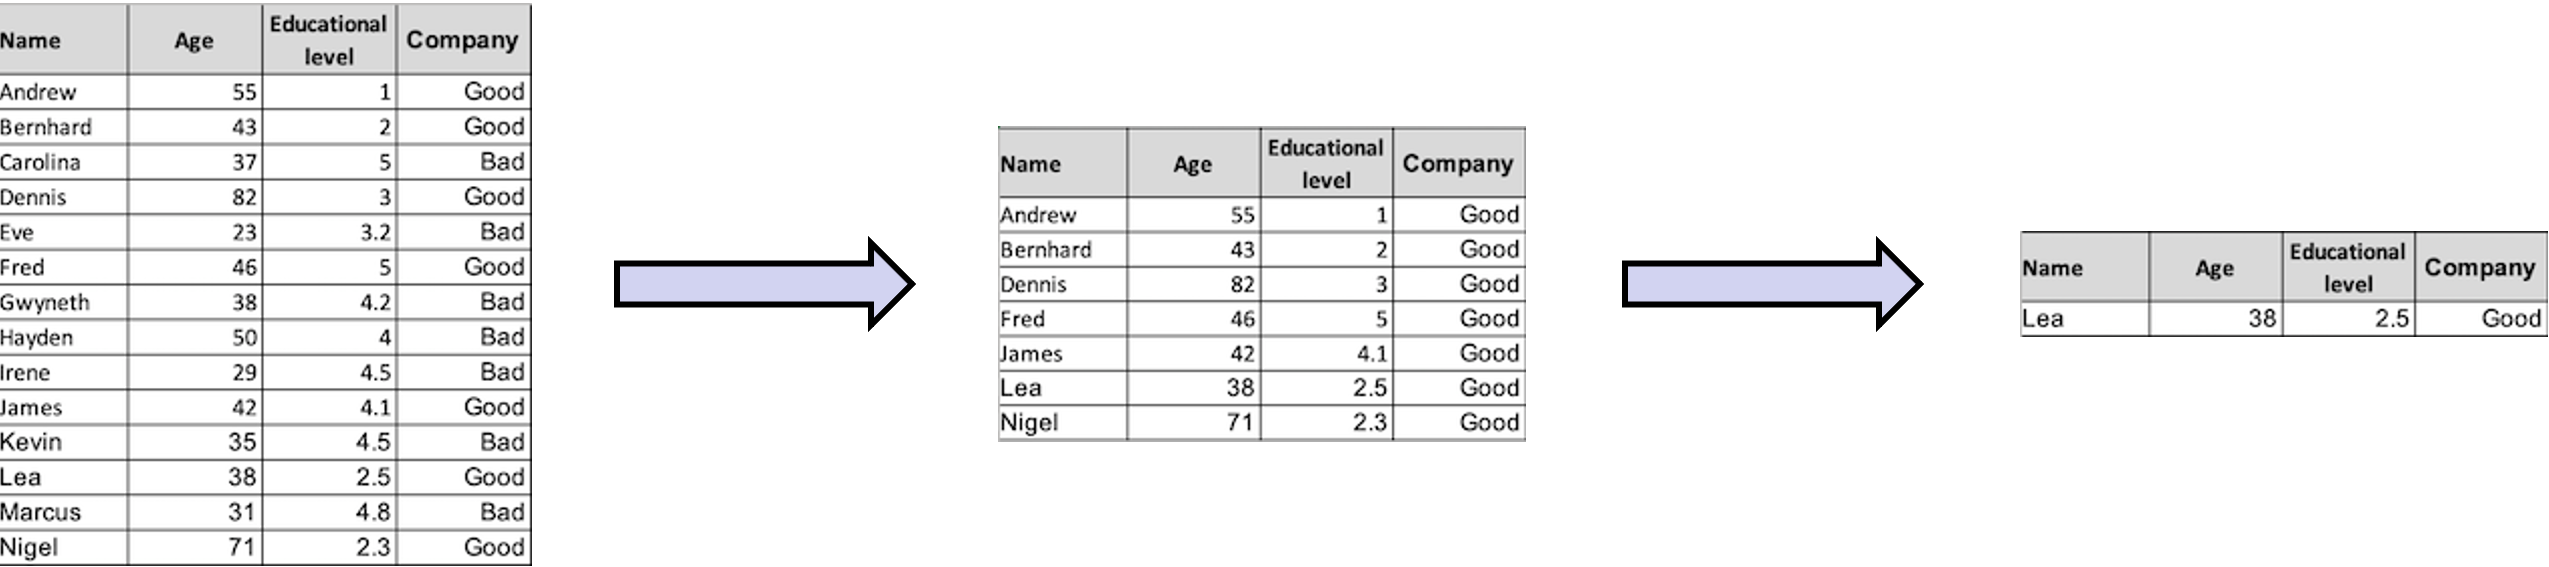 Name Age Educational level Company
Andrew 55 1 Good
Bernhard 43 2 Good
Carolina 37 5 Bad
Dennis 82 3 Good
Eve 23 3.2 Bad
Fred 46 5 Good
Gwyneth 38 4.2 Bad
Hayden 50 4 Bad
Irene 29 4.5 Bad
James 42 4.1 Good
Kevin 35 4.5 Bad
Lea 38 2.5 Good
Marcus 31 4.8 Bad
Nigel 71 2.3 Good
Name Age Educational level Company
Andrew 55 1 Good
Bernhard 43 2 Good
Dennis 82 3 Good
Fred 46 5 Good
James 42 4.1 Good
Lea 38 2.5 Good
Nigel 71 2.3 Good
Name Age Educational level Company
Lea 38 2.5 Good